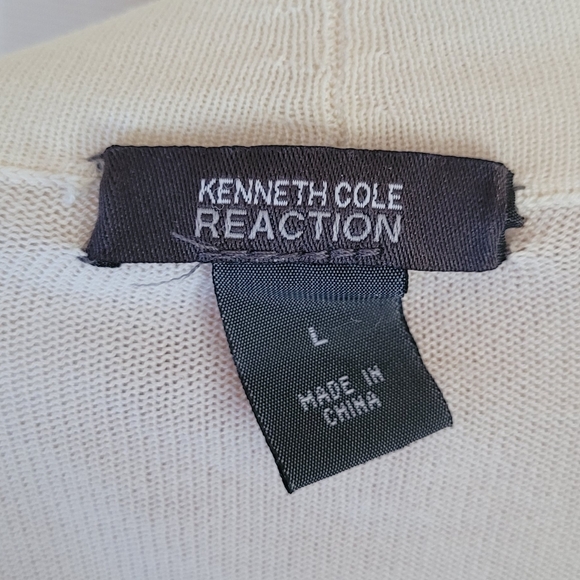 KENNETH COLE
REACTION
L
MADE IN
CHINA